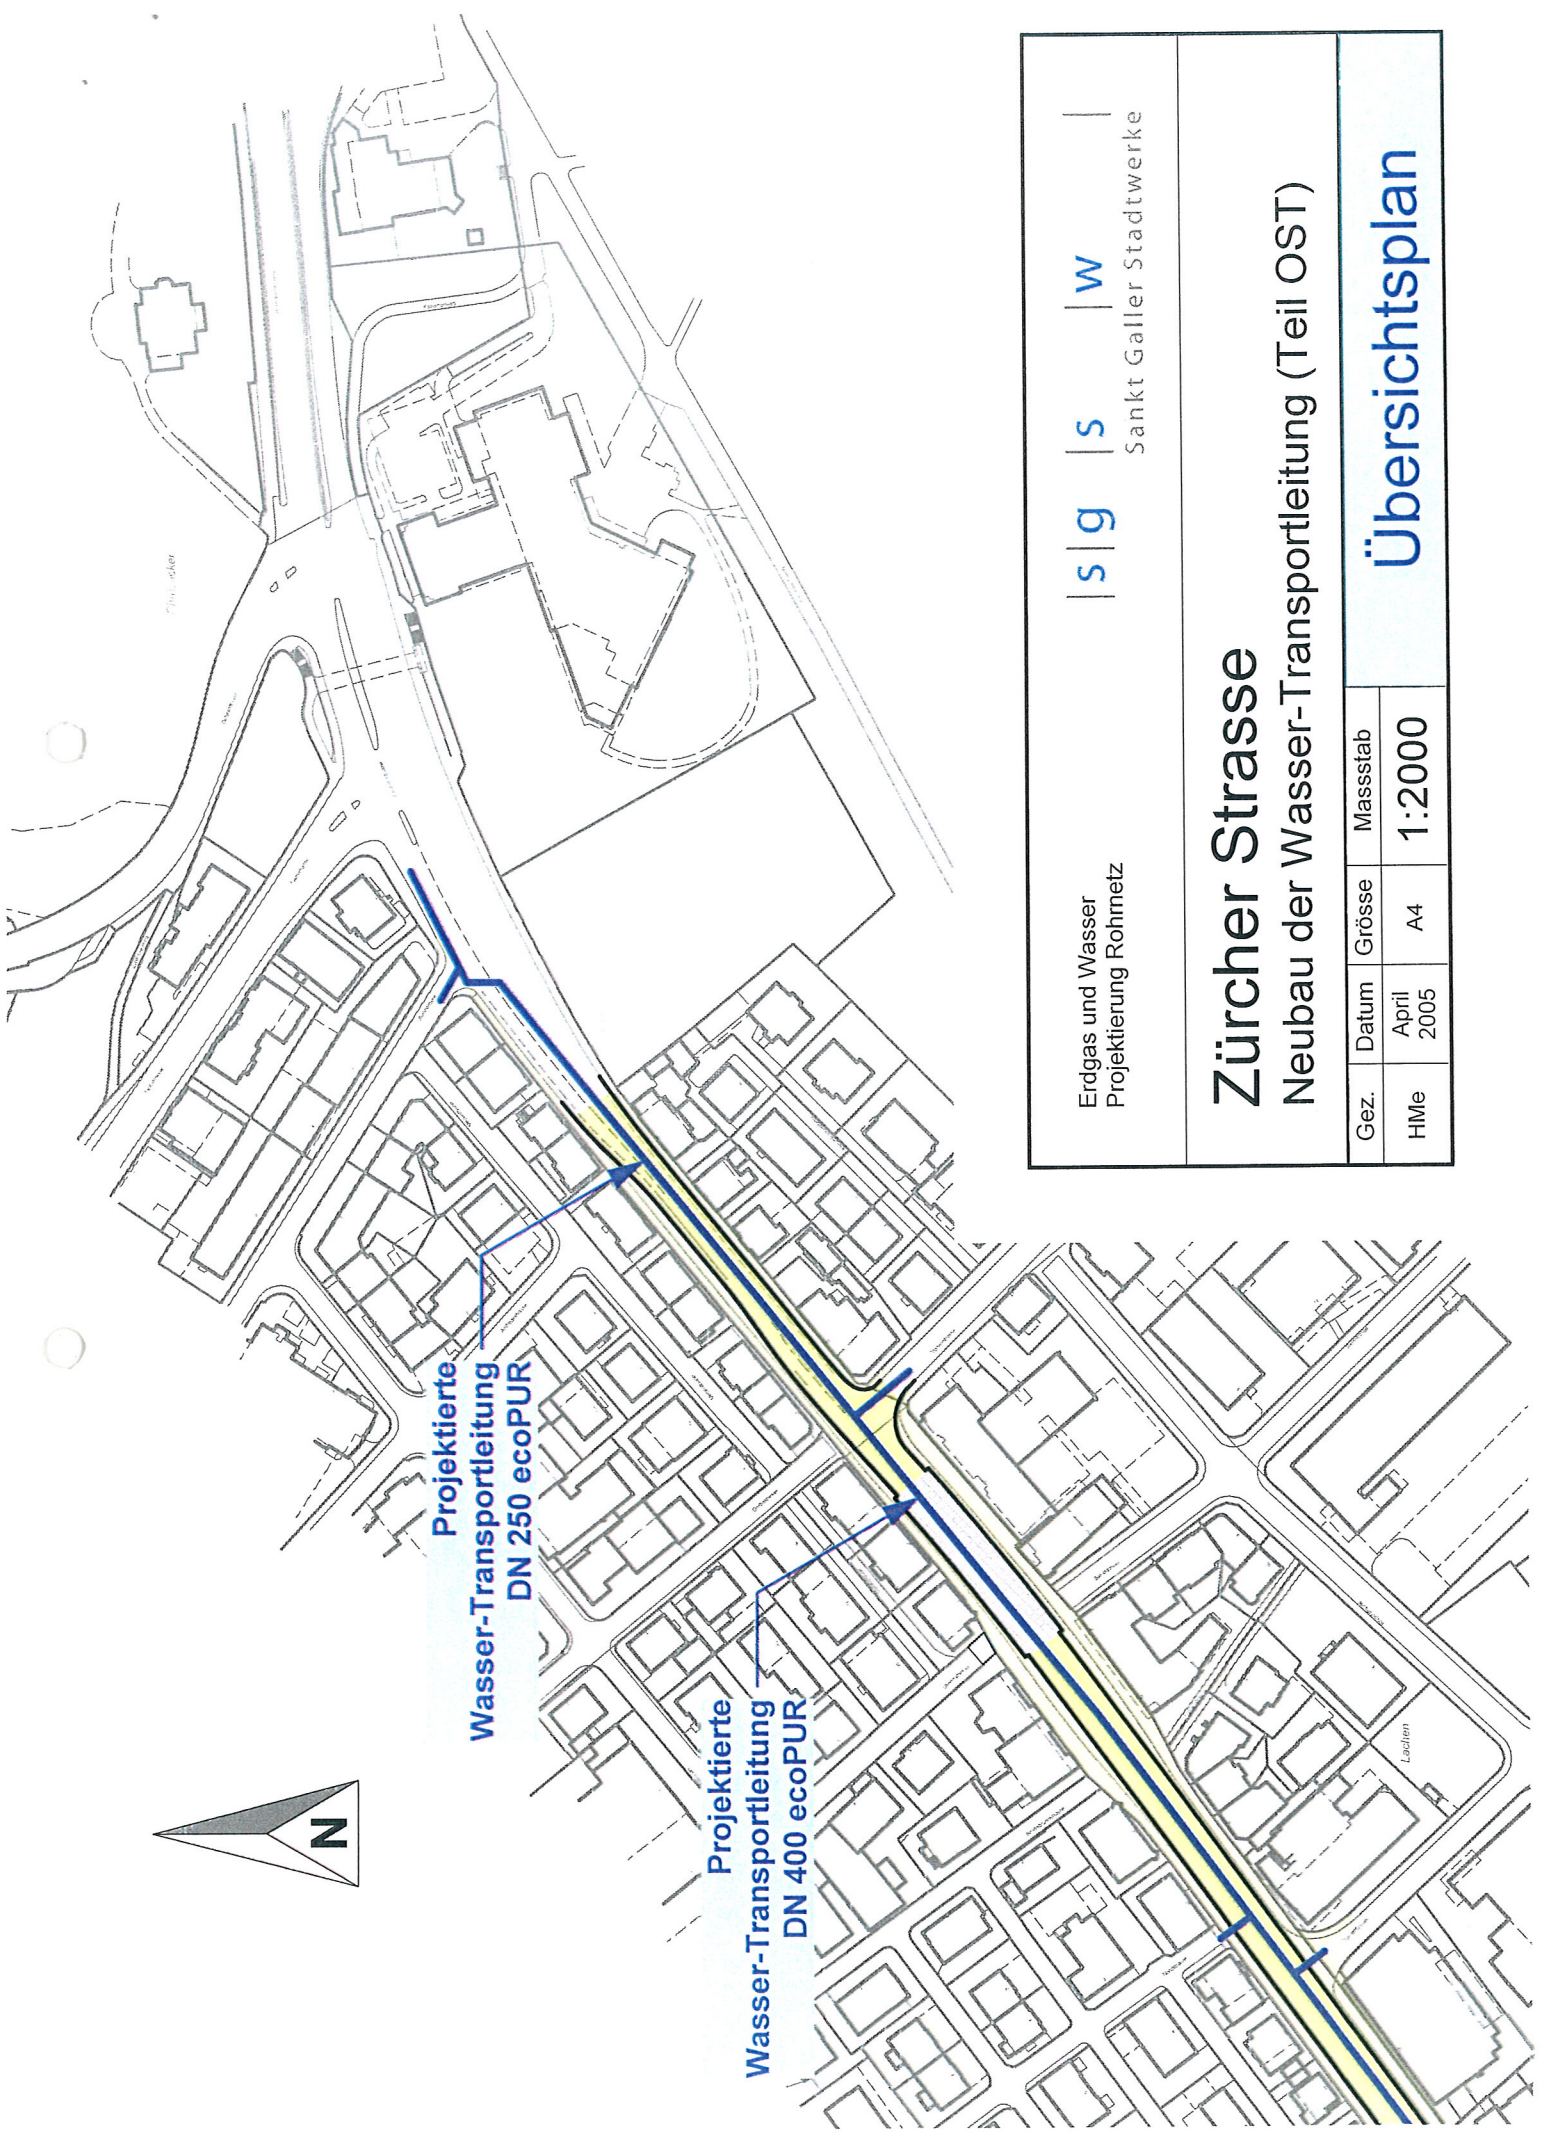 Projektierte
Wasser-Transportleitung
DN 250 ecoPUR
Projektierte
Wasser-Transportleitung
DN 400 ecoPUR
N
Lachen
Erdgas und Wasser
Projektierung Rohrnetz
|s|g |s |w |
Sankt Galler Stadtwerke
Zürcher Strasse
Neubau der Wasser-Transportleitung (Teil OST)
Gez. Datum Grösse Massstab
HMe April 2005 A4 1:2000
Übersichtsplan